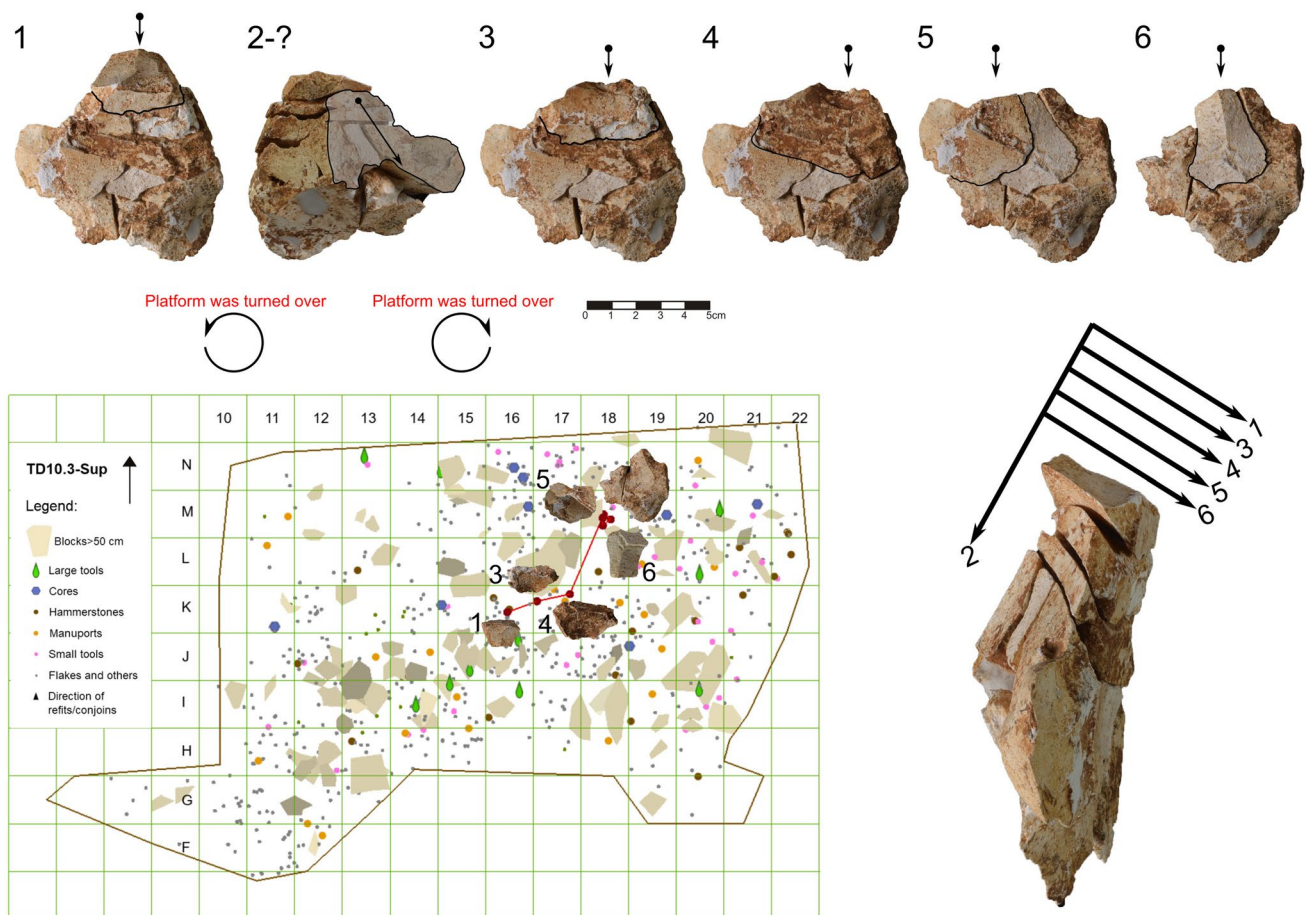 1
2-?
3
4
5
6
Platform was turned over
Platform was turned over
0 1 2 3 4 5cm
10 11 12 13 14 15 16 17 18 19 20 21 22
TD10.3-Sup
Legend:
Blocks>50 cm
Large tools
Cores
Hammerstones
Manuports
Small tools
Flakes and others
Direction of
refits/conjoins
N
M
L
K
J
I
H
G
F
5
3
6
1
4
1
3
4
5
6
2